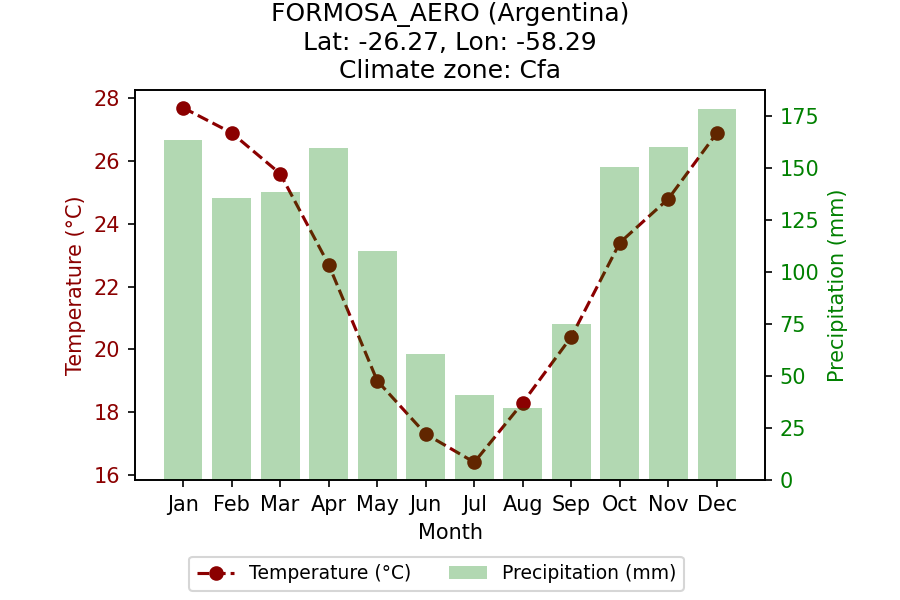 FORMOSA_AERO (Argentina)
Lat: -26.27, Lon: -58.29
Climate zone: Cfa
28
26
24
22
20
18
16
Temperature (°C)
175
150
125
100
75
50
25
0
Precipitation (mm)
Jan Feb Mar Apr May Jun Jul Aug Sep Oct Nov Dec
Month
Temperature (°C) Precipitation (mm)